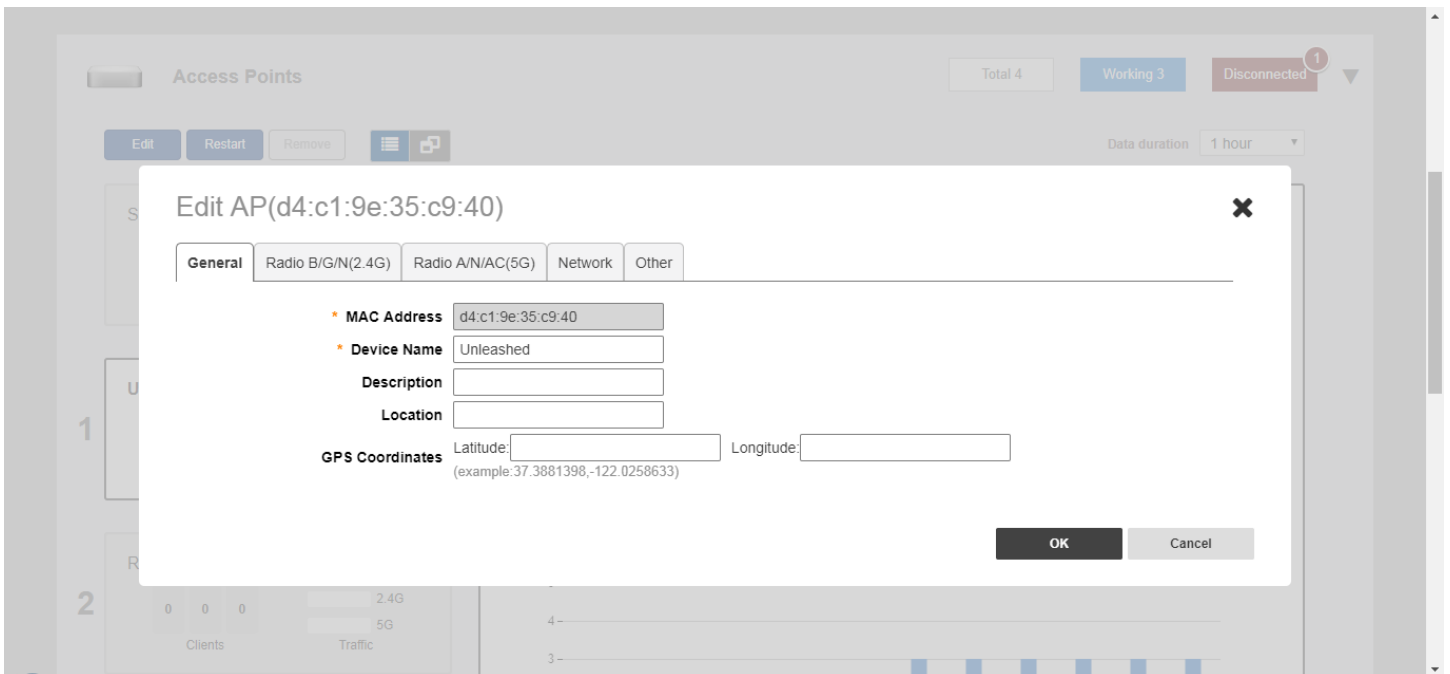 Access Points
Total 4
Working 3
Disconnected
1
Edit
Restart
Remove
Data duration
1 hour
S
Edit AP(d4:c1:9e:35:c9:40)
General
Radio B/G/N(2.4G)
Radio A/N/AC(5G)
Network
Other
* MAC Address d4:c1:9e:35:c9:40
* Device Name Unleashed
Description
Location
GPS Coordinates Latitude: Longitude:
(example:37.3881398,-122.0258633)
OK
Cancel
U
1
R
2
0 0 0
Clients
2.4G
5G
Traffic
4
3